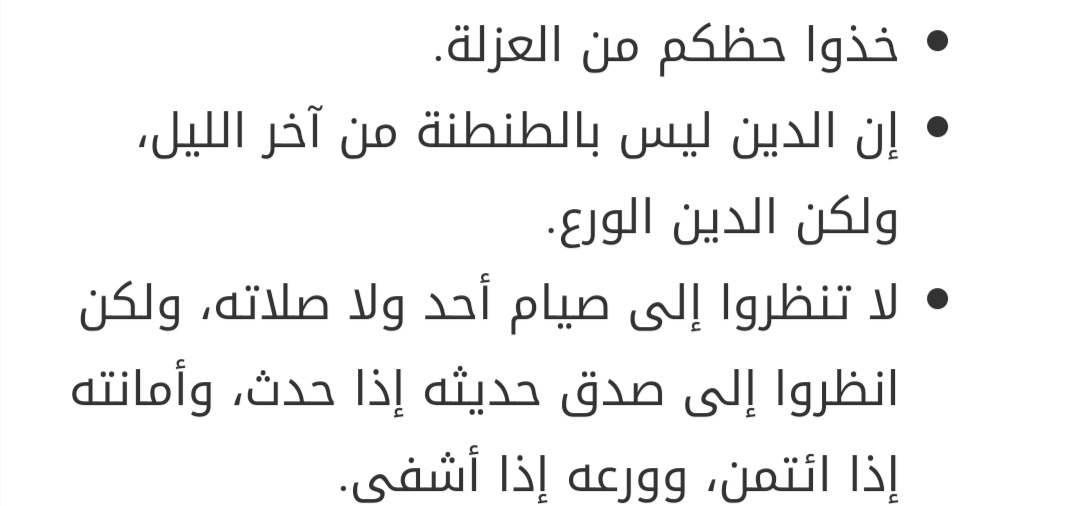 • خذوا حظكم من العزلة.
• إن الدين ليس بالطنطنة من آخر الليل،
ولكن الدين الورع.
• لا تنظروا إلى صيام أحد ولا صلاته، ولكن
انظروا إلى صدق حديثه إذا حدث، وأمانته
إذا ائتمن، وورعه إذا أشفى.